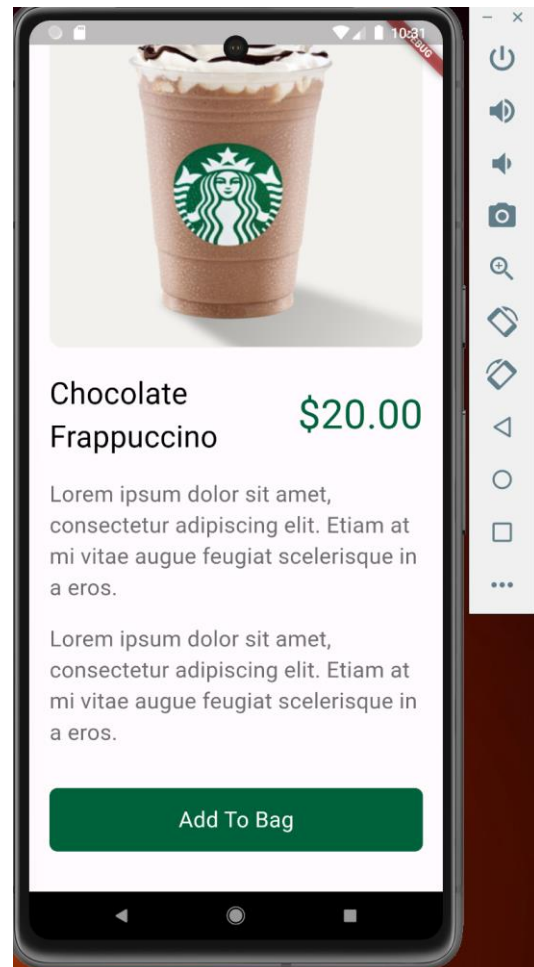 10:31
Chocolate
Frappuccino
$20.00
Lorem ipsum dolor sit amet,
consectetur adipiscing elit. Etiam at
mi vitae augue feugiat scelerisque in
a eros.
Lorem ipsum dolor sit amet,
consectetur adipiscing elit. Etiam at
mi vitae augue feugiat scelerisque in
a eros.
Add To Bag